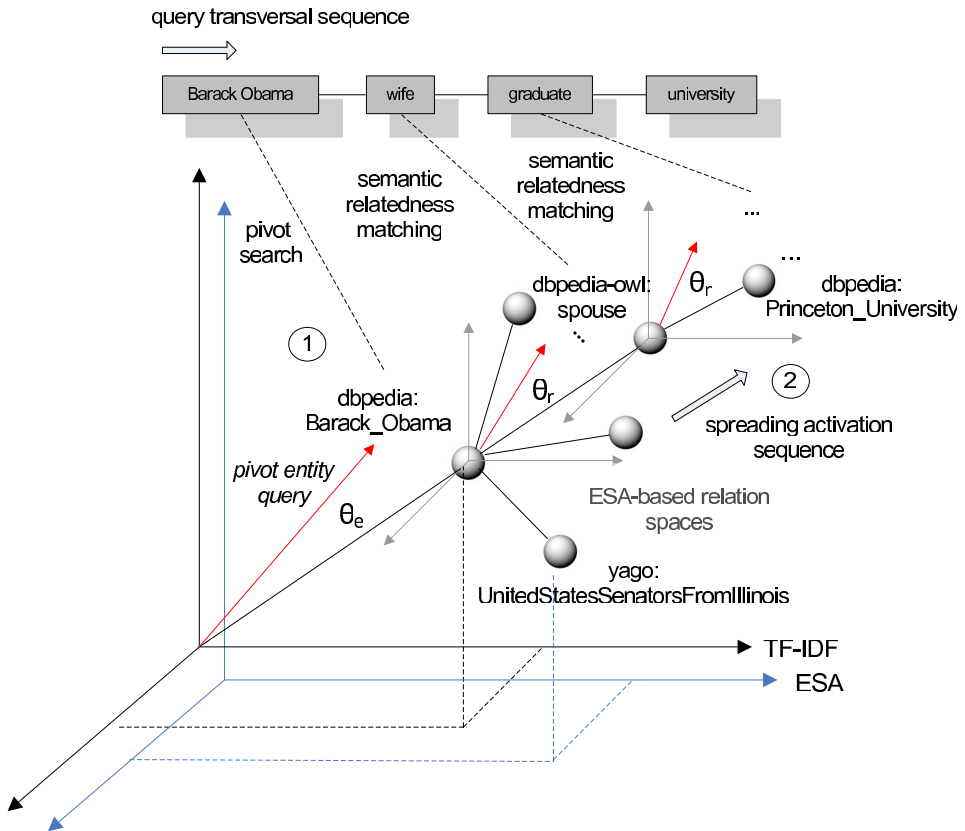 query transversal sequence
Barack Obama
wife
graduate
university
pivot
search
semantic
relatedness
matching
semantic
relatedness
matching
...
...
1
dbpedia-owl:
spouse
...
θr
dbpedia:
Princeton_University
dbpedia:
Barack_Obama
θr
2
spreading activation
sequence
pivot entity
query
θe
ESA-based relation
spaces
yago:
UnitedStatesSenatorsFromIllinois
TF-IDF
ESA